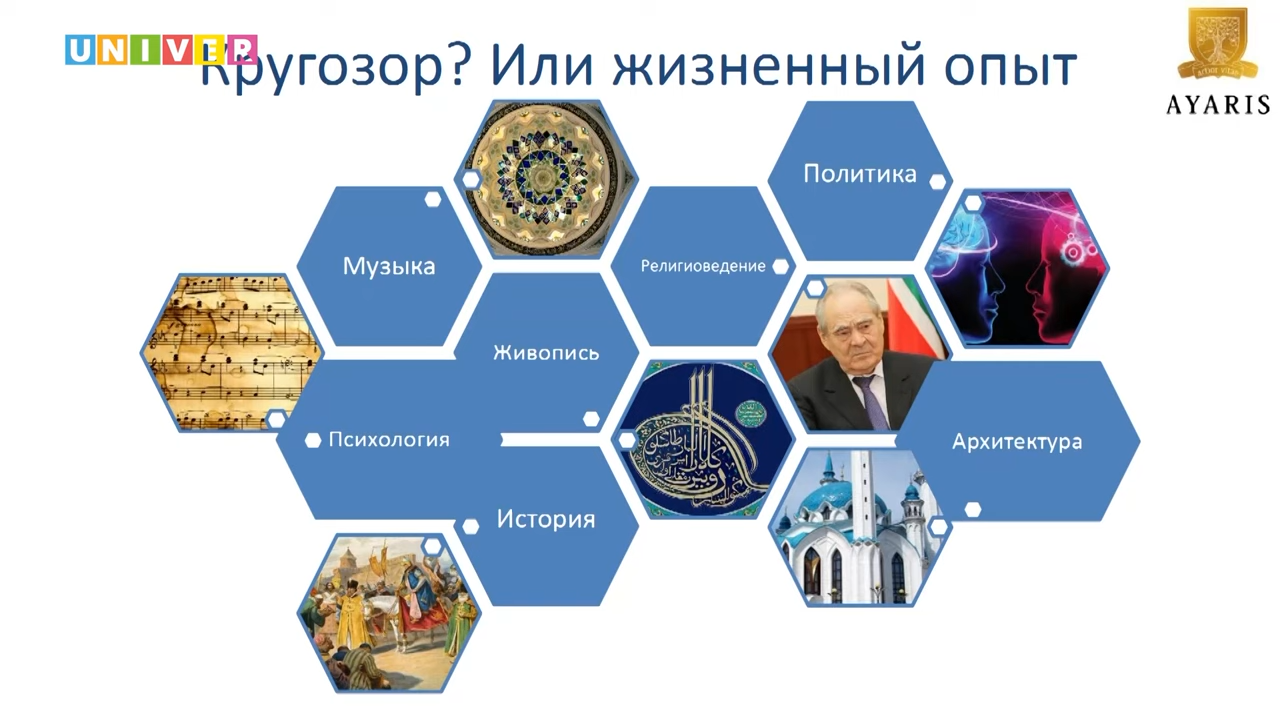 UNIVER
Кругозор? Или жизненный опыт
AYARIS
Политика
Музыка
Религиоведение
Живопись
Психология
Архитектура
История